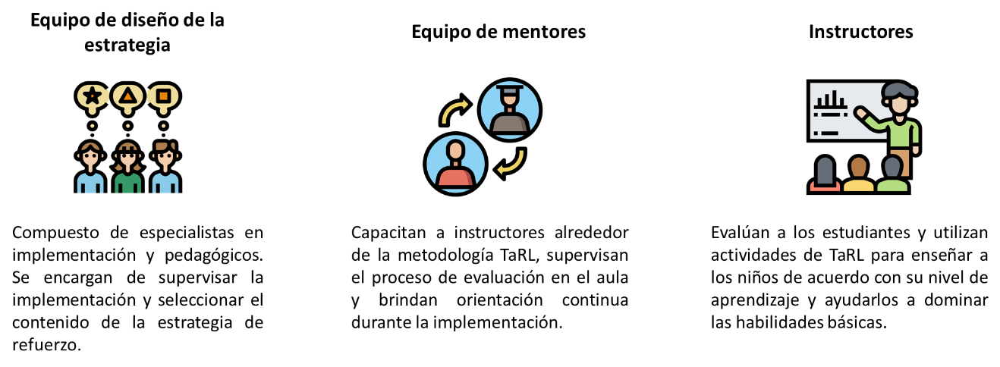 Equipo de diseño de la
estrategia
Compuesto de especialistas en
implementación y pedagógicos.
Se encargan de supervisar la
implementación y seleccionar el
contenido de la estrategia de
refuerzo.
Equipo de mentores
Capacitan a instructores alrededor
de la metodología TaRL, supervisan
el proceso de evaluación en el aula
y brindan orientación continua
durante la implementación.
Instructores
Evalúan a los estudiantes y utilizan
actividades de TaRL para enseñar a
los niños de acuerdo con su nivel de
aprendizaje y ayudarlos a dominar
las habilidades básicas.